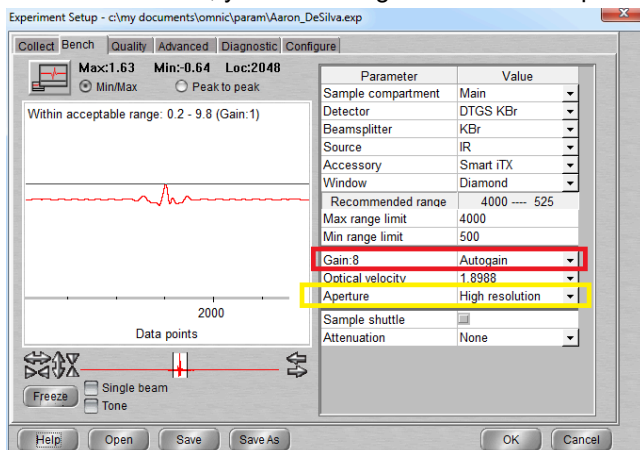 Experiment Setup - c:\my documents\omnic\param\Aaron_DeSilva.exp
Collect Bench Quality Advanced Diagnostic Configure
Max:1.63 Min:-0.64 Loc:2048
Min/Max Peak to peak
Within acceptable range: 0.2 - 9.8 (Gain:1)
2000
Data points
Freeze
Single beam
Tone
Parameter Value
Sample compartment Main
Detector DTGS KBr
Beamsplitter KBr
Source IR
Accessory Smart iTX
Window Diamond
Recommended range 4000 ---- 525
Max range limit 4000
Min range limit 500
Gain:8 Autogain
Optical velocity 1.8988
Aperture High resolution
Sample shuttle
Attenuation None
Help Open Save Save As OK Cancel